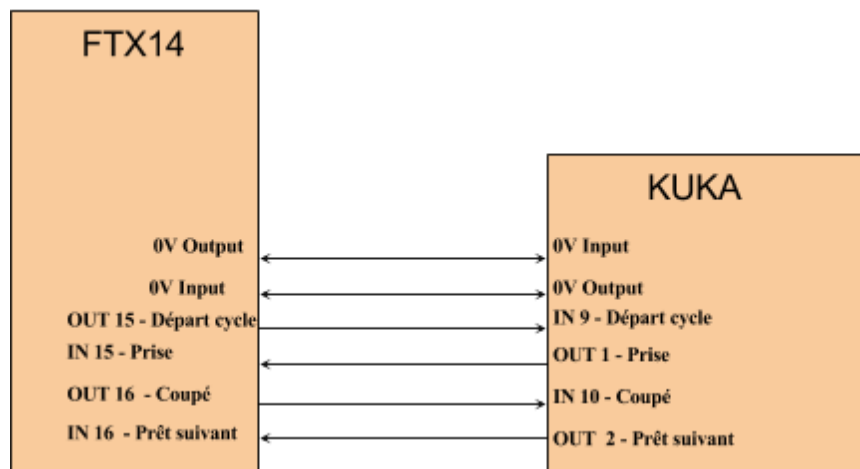 FTX14
0V Output
0V Input
OUT 15 - Départ cycle
IN 15 - Prise
OUT 16 - Coupé
IN 16 - Prêt suivant
KUKA
0V Input
0V Output
IN 9 - Départ cycle
OUT 1 - Prise
IN 10 - Coupé
OUT 2 - Prêt suivant